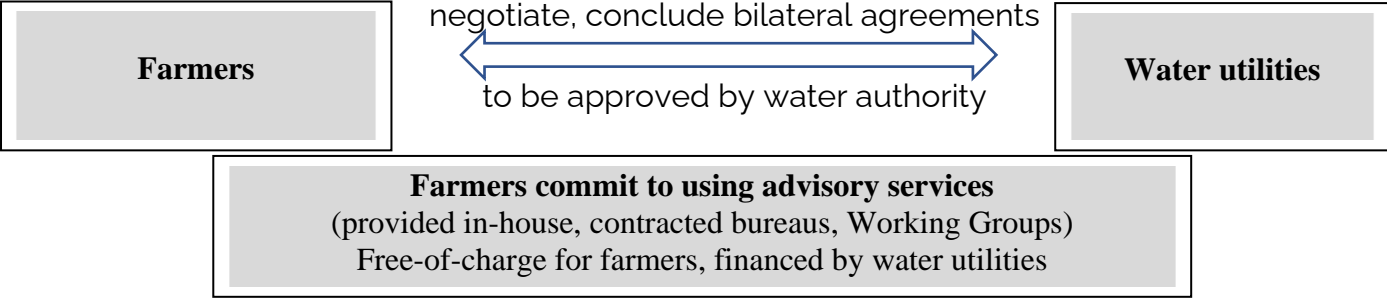 negotiate, conclude bilateral agreements
Farmers
Water utilities
to be approved by water authority
Farmers commit to using advisory services
(provided in-house, contracted bureaus, Working Groups)
Free-of-charge for farmers, financed by water utilities